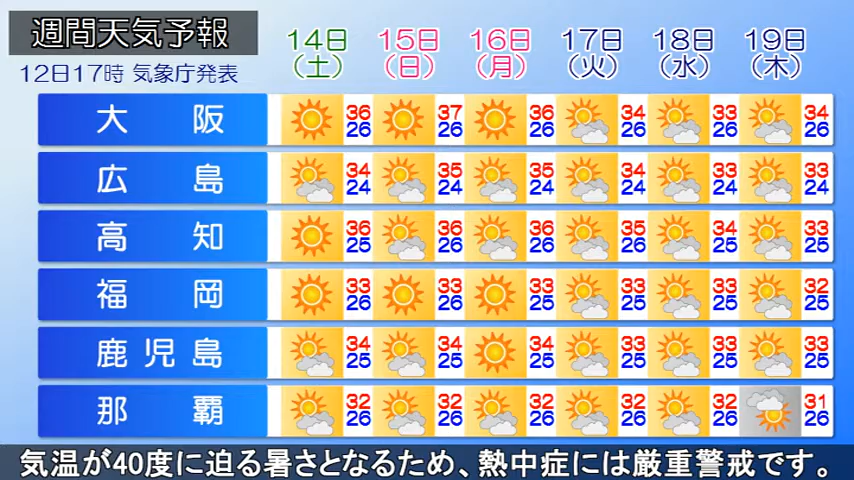 週間天気予報
12日17時 気象庁発表
14日 15日 16日 17日 18日 19日
(土) (日) (月) (火) (水) (木)
大阪 36 37 36 34 33 34
26 26 26 26 26 26
広島 34 35 35 34 33 33
24 24 24 24 24 24
高知 36 36 36 35 34 33
25 26 26 26 25 25
福岡 33 33 33 33 33 32
26 26 26 25 25 25
鹿児島 34 34 34 33 33 33
25 25 25 25 25 25
那覇 32 32 32 32 32 31
26 26 26 26 26 26
気温が40度に迫る暑さとなるため、熱中症には厳重警戒です。